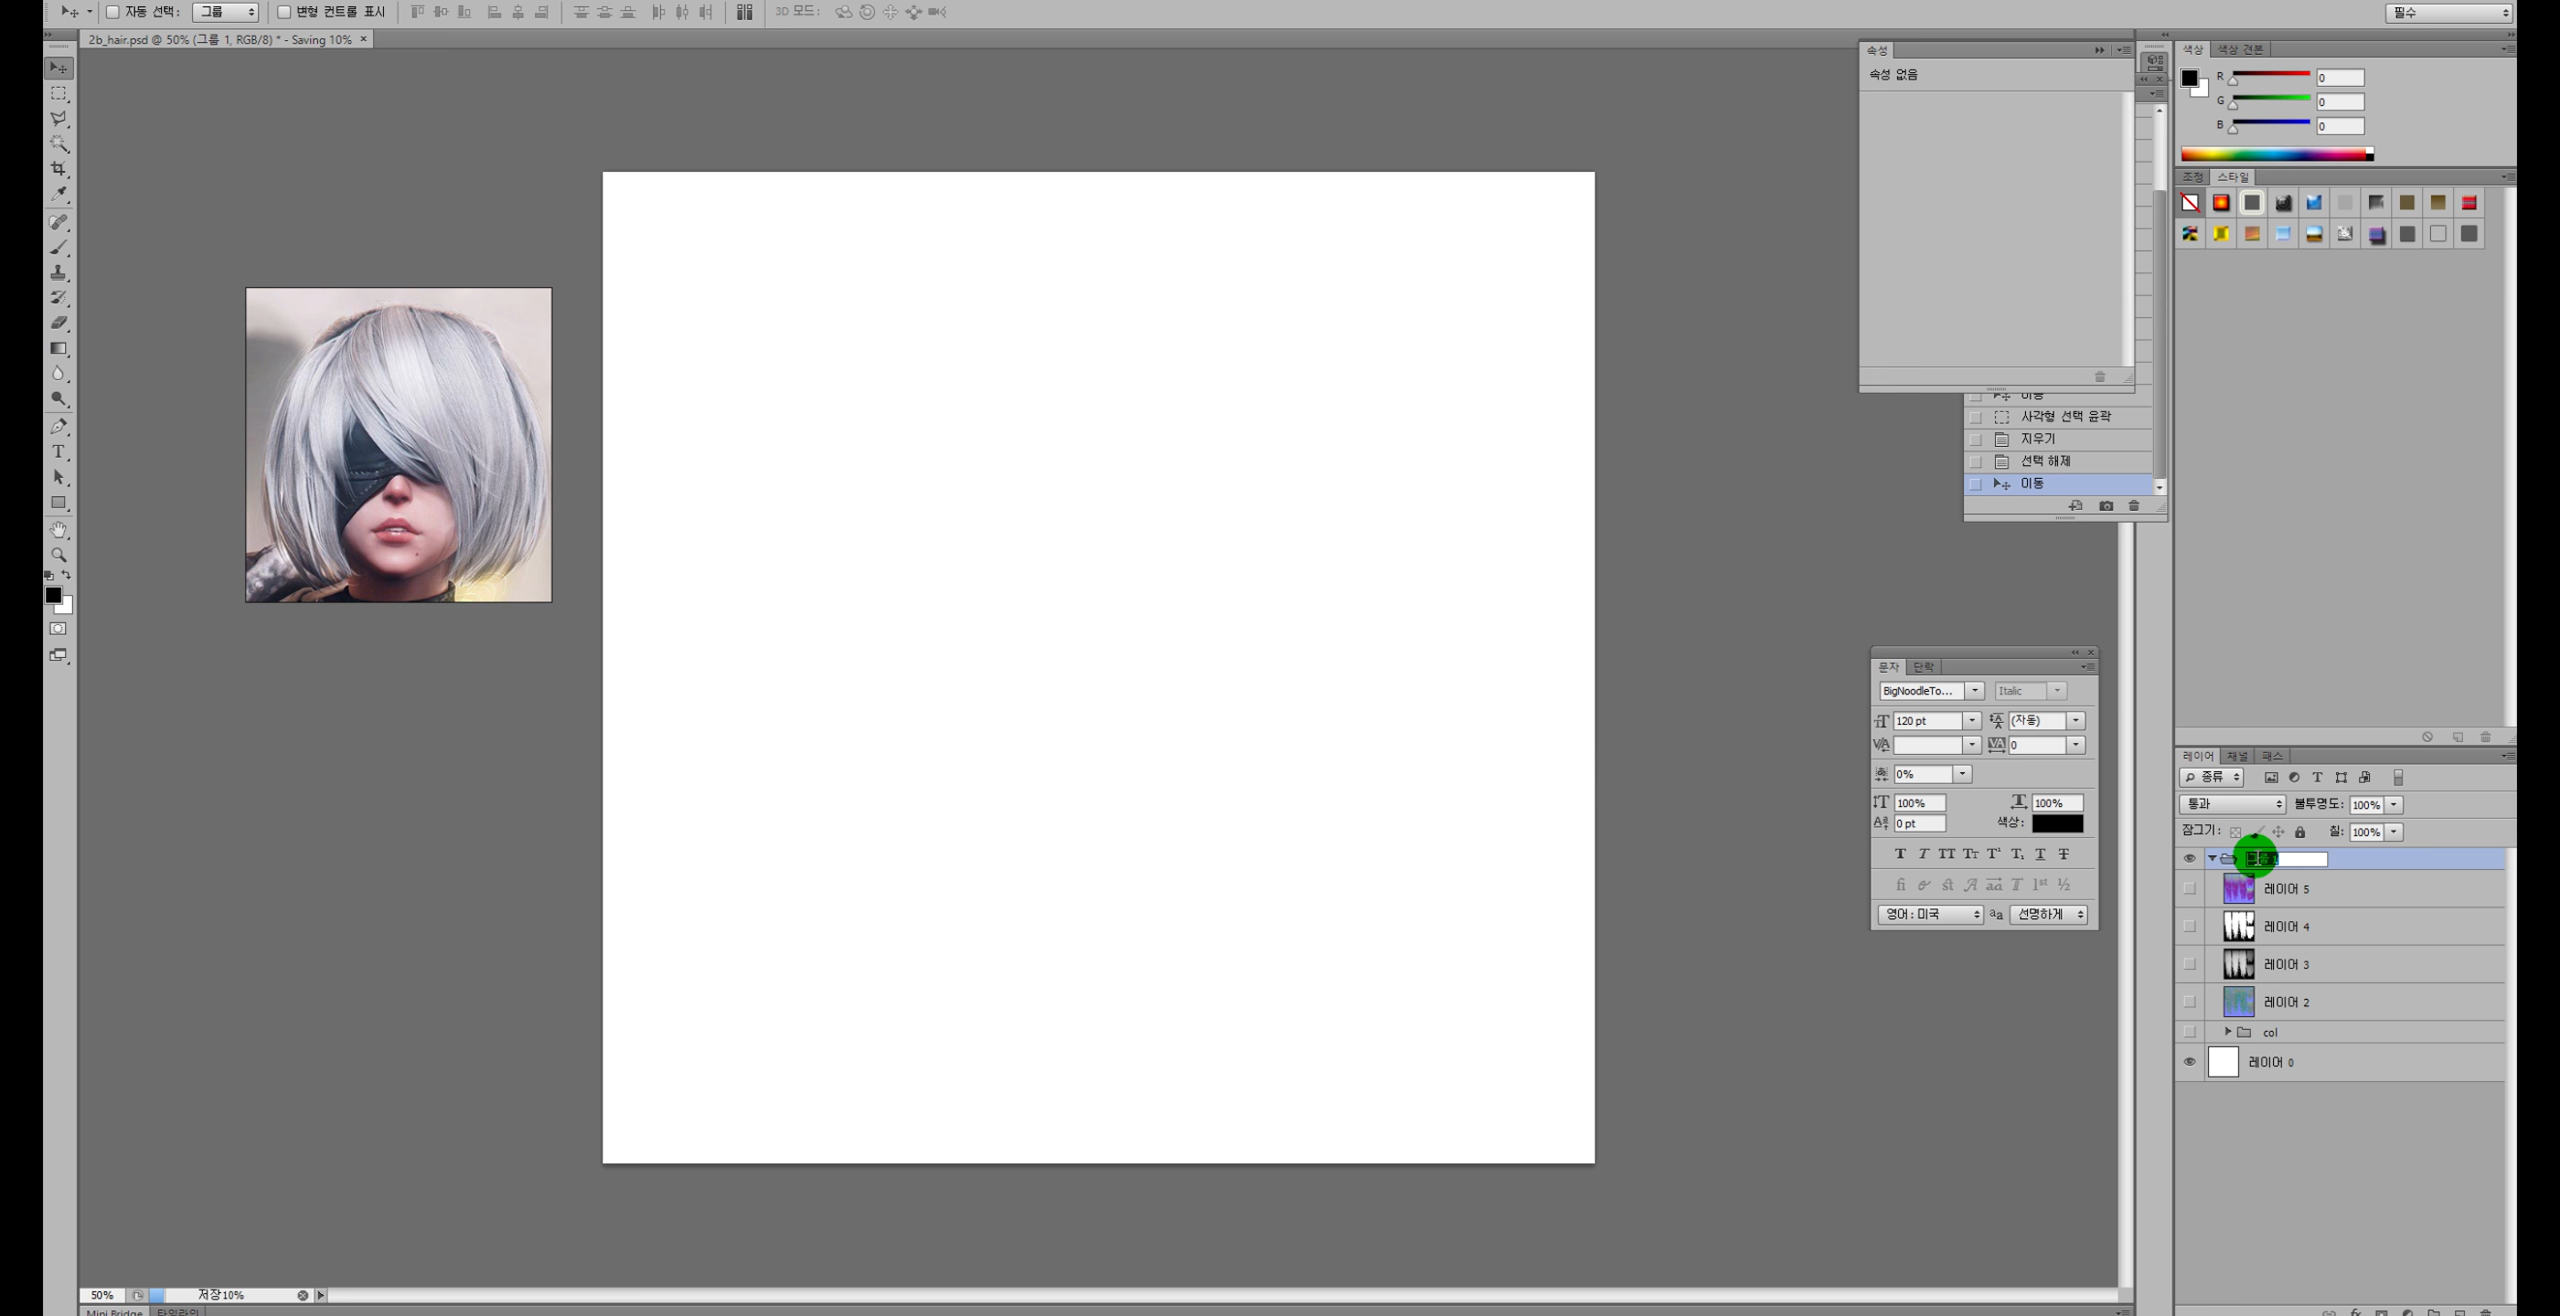 자동 선택: 그룹 변형 컨트롤 표시 3D 모드: 필수
2b_hair.psd @ 50% (그룹 1, RGB/8) * - Saving 10% ×
속성
속성 없음
색상 색상 견본
R 0
G 0
B 0
조정 스타일
이동
사각형 선택 윤곽
지우기
선택 해제
이동
문자 단락
BigNoodleTo... Italic
120 pt (자동)
0
0%
100% 100%
0 pt 색상:
영어: 미국 선명하게
레이어 채널 패스
종류
통과 불투명도: 100%
잠그기: 칠: 100%
레이어 5
레이어 4
레이어 3
레이어 2
col
레이어 0
50% 저장10%
Mini Bridge 타임라인